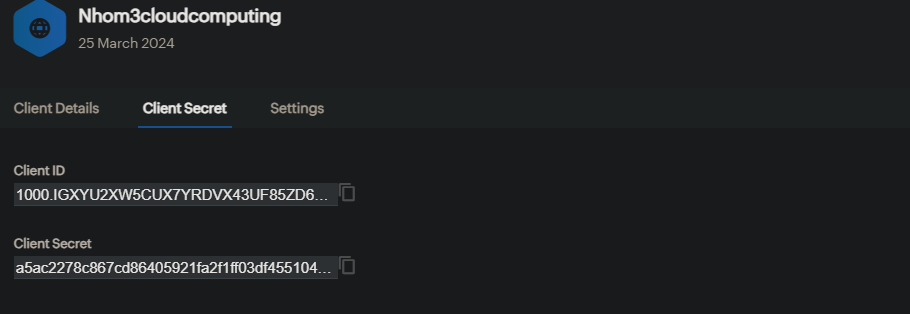 Nhom3cloudcomputing
25 March 2024
Client Details Client Secret Settings
Client ID
1000.IGXYU2XW5CUX7YRDVX43UF85ZD6...
Client Secret
a5ac2278c867cd86405921fa2f1ff03df455104...